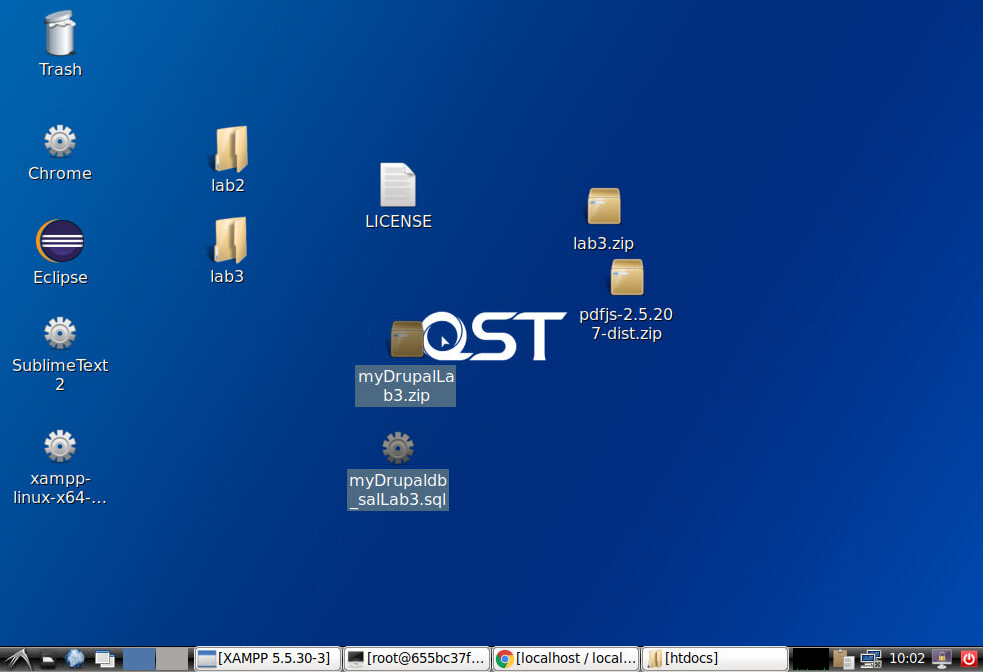 Trash
Chrome
lab2
LICENSE
lab3.zip
Eclipse
lab3
pdfjs-2.5.20
7-dist.zip
QST
SublimeText
2
myDrupalLa
b3.zip
xampp-
linux-x64-...
myDrupaldb
_salLab3.sql
[XAMPP 5.5.30-3]
[root@655bc37f...
[localhost / local...
[htdocs]
10:02